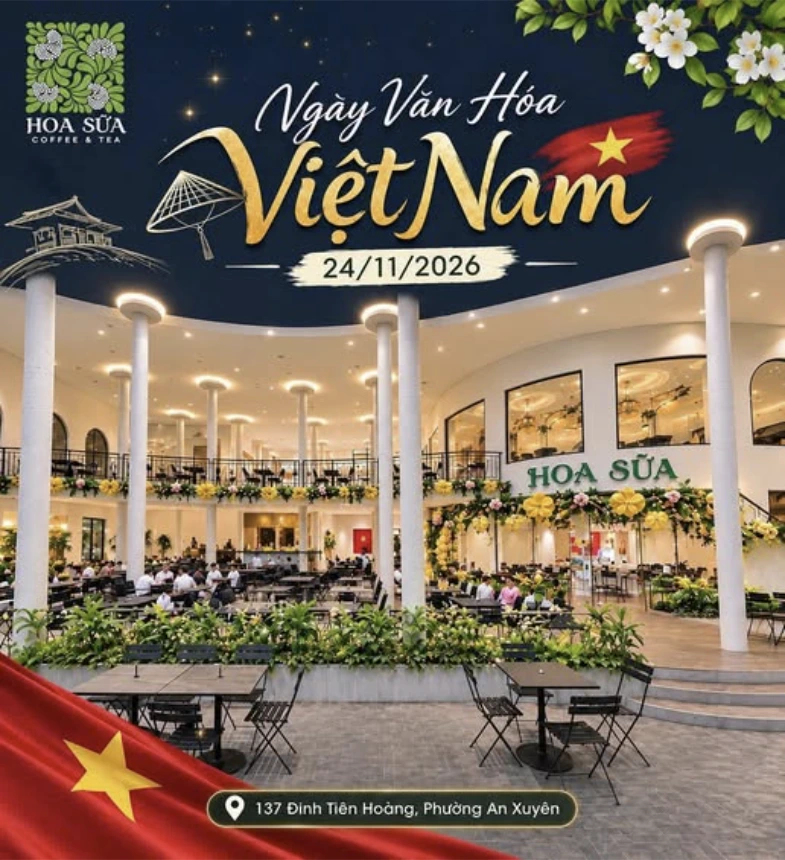 HOA SỮA
COFFEE & TEA
Ngày Văn Hóa
Việt Nam
24/11/2026
HOA SỮA
137 Đinh Tiên Hoàng, Phường An Xuyên